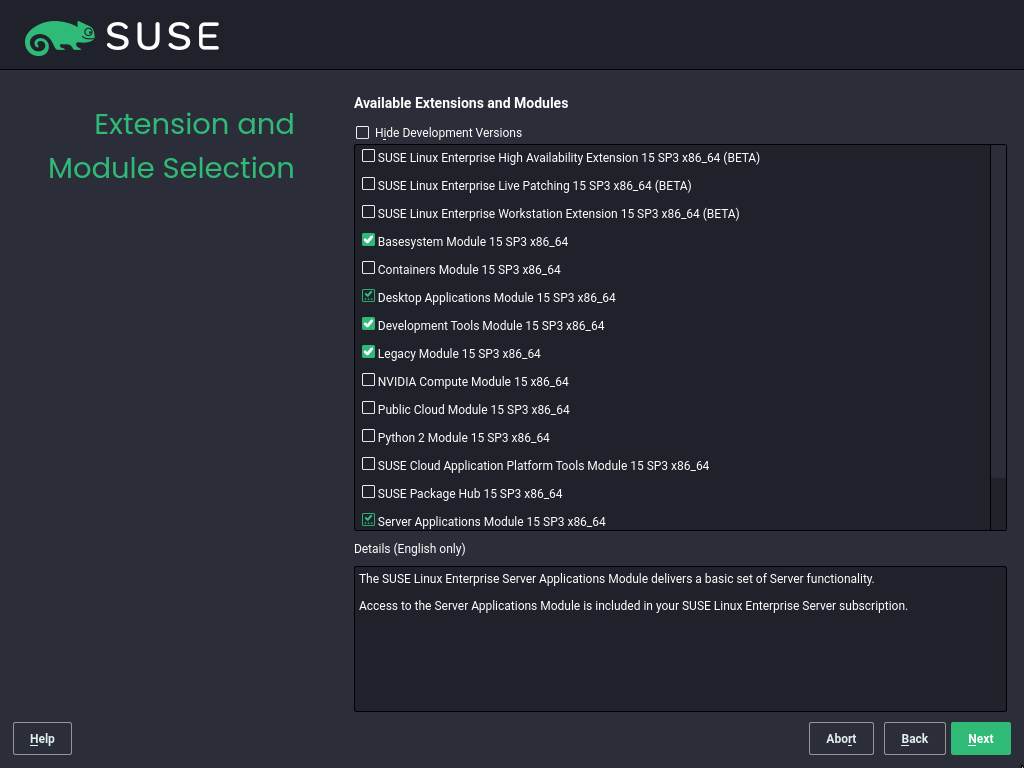 SUSE
Extension and
Module Selection
Available Extensions and Modules
Hide Development Versions
SUSE Linux Enterprise High Availability Extension 15 SP3 x86_64 (BETA)
SUSE Linux Enterprise Live Patching 15 SP3 x86_64 (BETA)
SUSE Linux Enterprise Workstation Extension 15 SP3 x86_64 (BETA)
Basesystem Module 15 SP3 x86_64
Containers Module 15 SP3 x86_64
Desktop Applications Module 15 SP3 x86_64
Development Tools Module 15 SP3 x86_64
Legacy Module 15 SP3 x86_64
NVIDIA Compute Module 15 x86_64
Public Cloud Module 15 SP3 x86_64
Python 2 Module 15 SP3 x86_64
SUSE Cloud Application Platform Tools Module 15 SP3 x86_64
SUSE Package Hub 15 SP3 x86_64
Server Applications Module 15 SP3 x86_64
Details (English only)
The SUSE Linux Enterprise Server Applications Module delivers a basic set of Server functionality.
Access to the Server Applications Module is included in your SUSE Linux Enterprise Server subscription.
Help
Abort
Back
Next